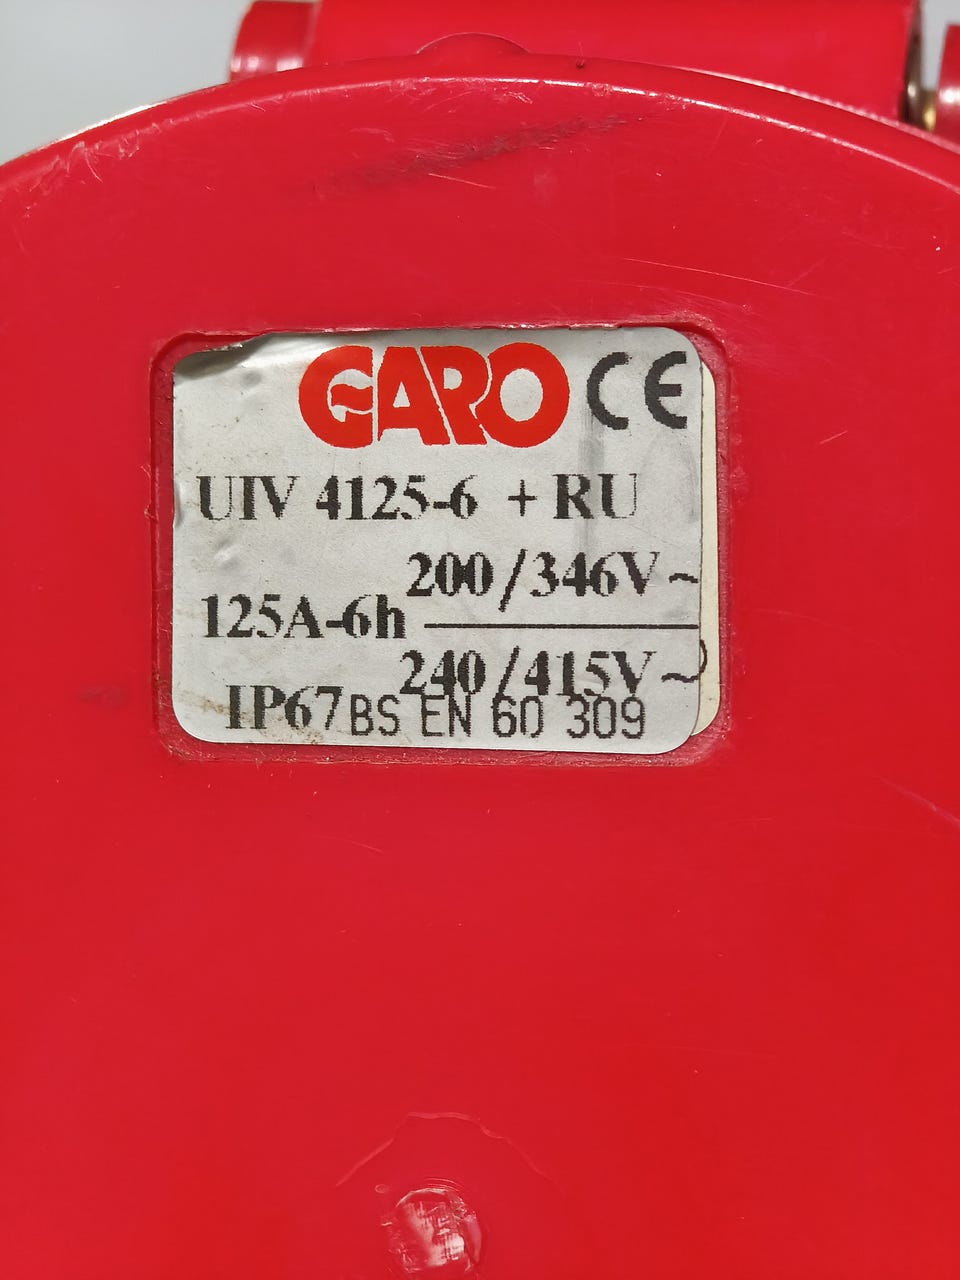 GARO CE
UIV 4125-6 + RU
200/346V~
125A-6h
240/415V~
IP67 BS EN 60 309